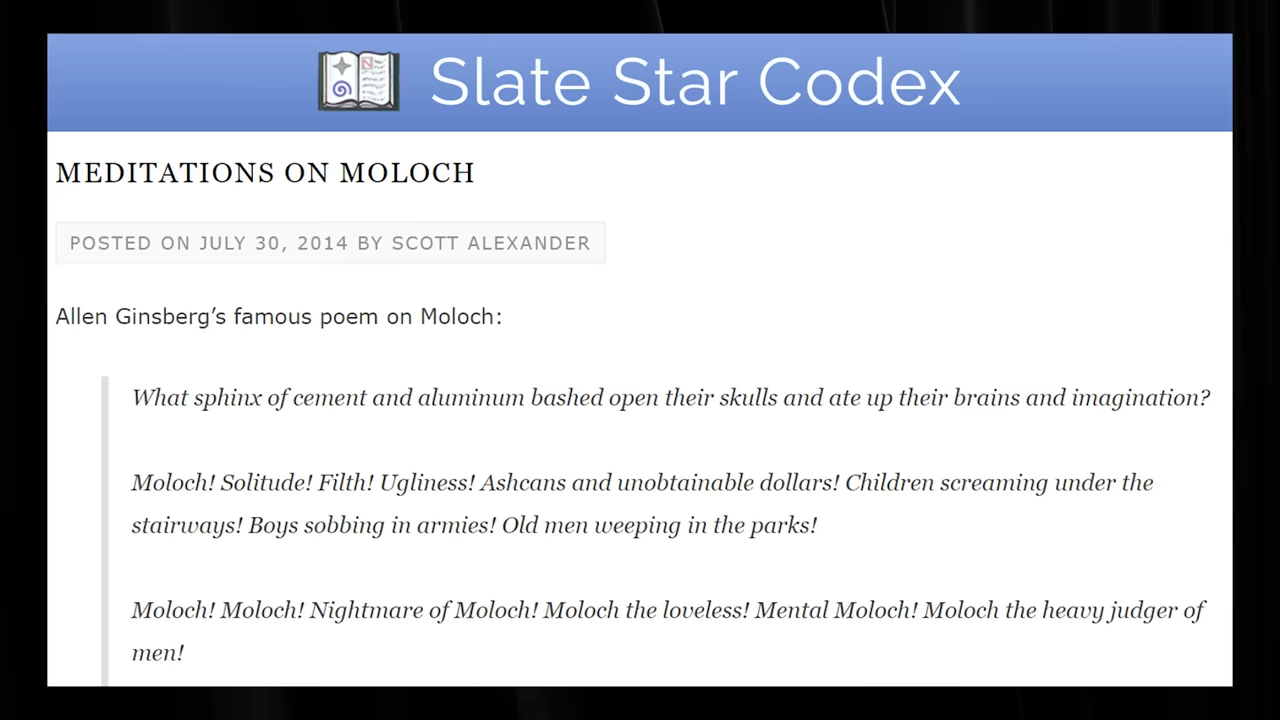 Slate Star Codex
MEDITATIONS ON MOLOCH
POSTED ON JULY 30, 2014 BY SCOTT ALEXANDER
Allen Ginsberg’s famous poem on Moloch:
What sphinx of cement and aluminum bashed open their skulls and ate up their brains and imagination?
Moloch! Solitude! Filth! Ugliness! Ashcans and unobtainable dollars! Children screaming under the
stairways! Boys sobbing in armies! Old men weeping in the parks!
Moloch! Moloch! Nightmare of Moloch! Moloch the loveless! Mental Moloch! Moloch the heavy judger of
men!